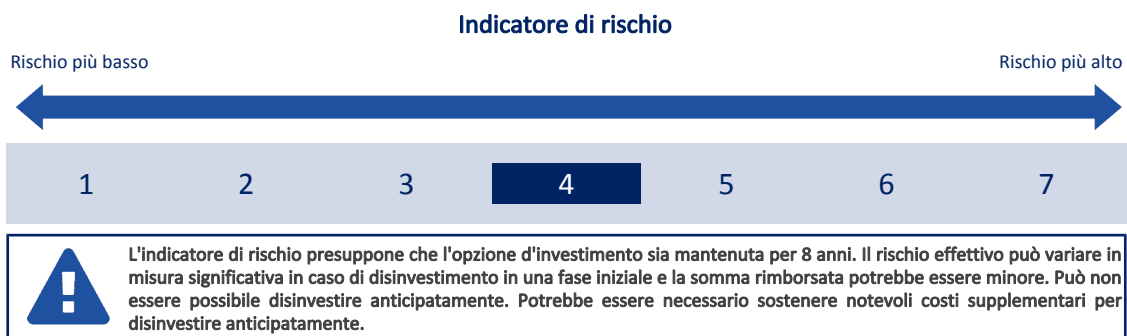 Indicatore di rischio
Rischio più basso
Rischio più alto
1 2 3 4 5 6 7
L'indicatore di rischio presuppone che l'opzione d'investimento sia mantenuta per 8 anni. Il rischio effettivo può variare in
misura significativa in caso di disinvestimento in una fase iniziale e la somma rimborsata potrebbe essere minore. Può non
essere possibile disinvestire anticipatamente. Potrebbe essere necessario sostenere notevoli costi supplementari per
disinvestire anticipatamente.